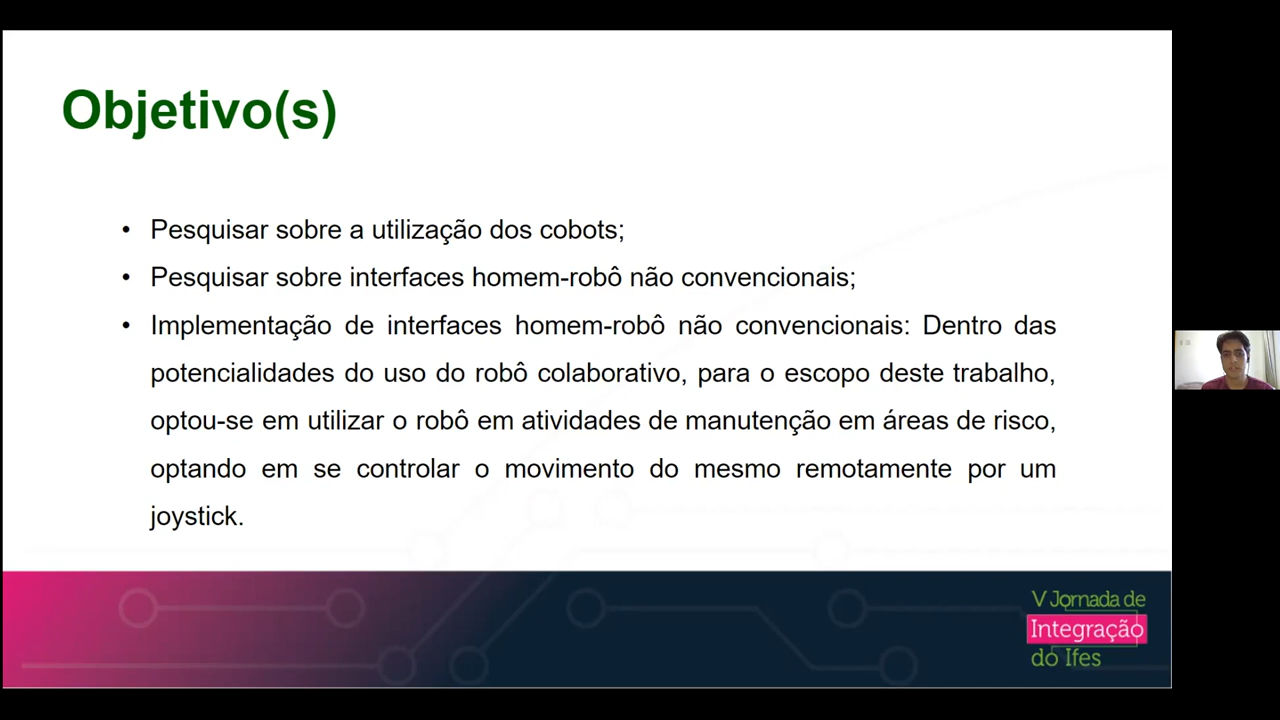 Objetivo(s)
• Pesquisar sobre a utilização dos cobots;
• Pesquisar sobre interfaces homem-robô não convencionais;
• Implementação de interfaces homem-robô não convencionais: Dentro das
potencialidades do uso do robô colaborativo, para o escopo deste trabalho,
optou-se em utilizar o robô em atividades de manutenção em áreas de risco,
optando em se controlar o movimento do mesmo remotamente por um
joystick.
V Jornada de
Integração
do Ifes